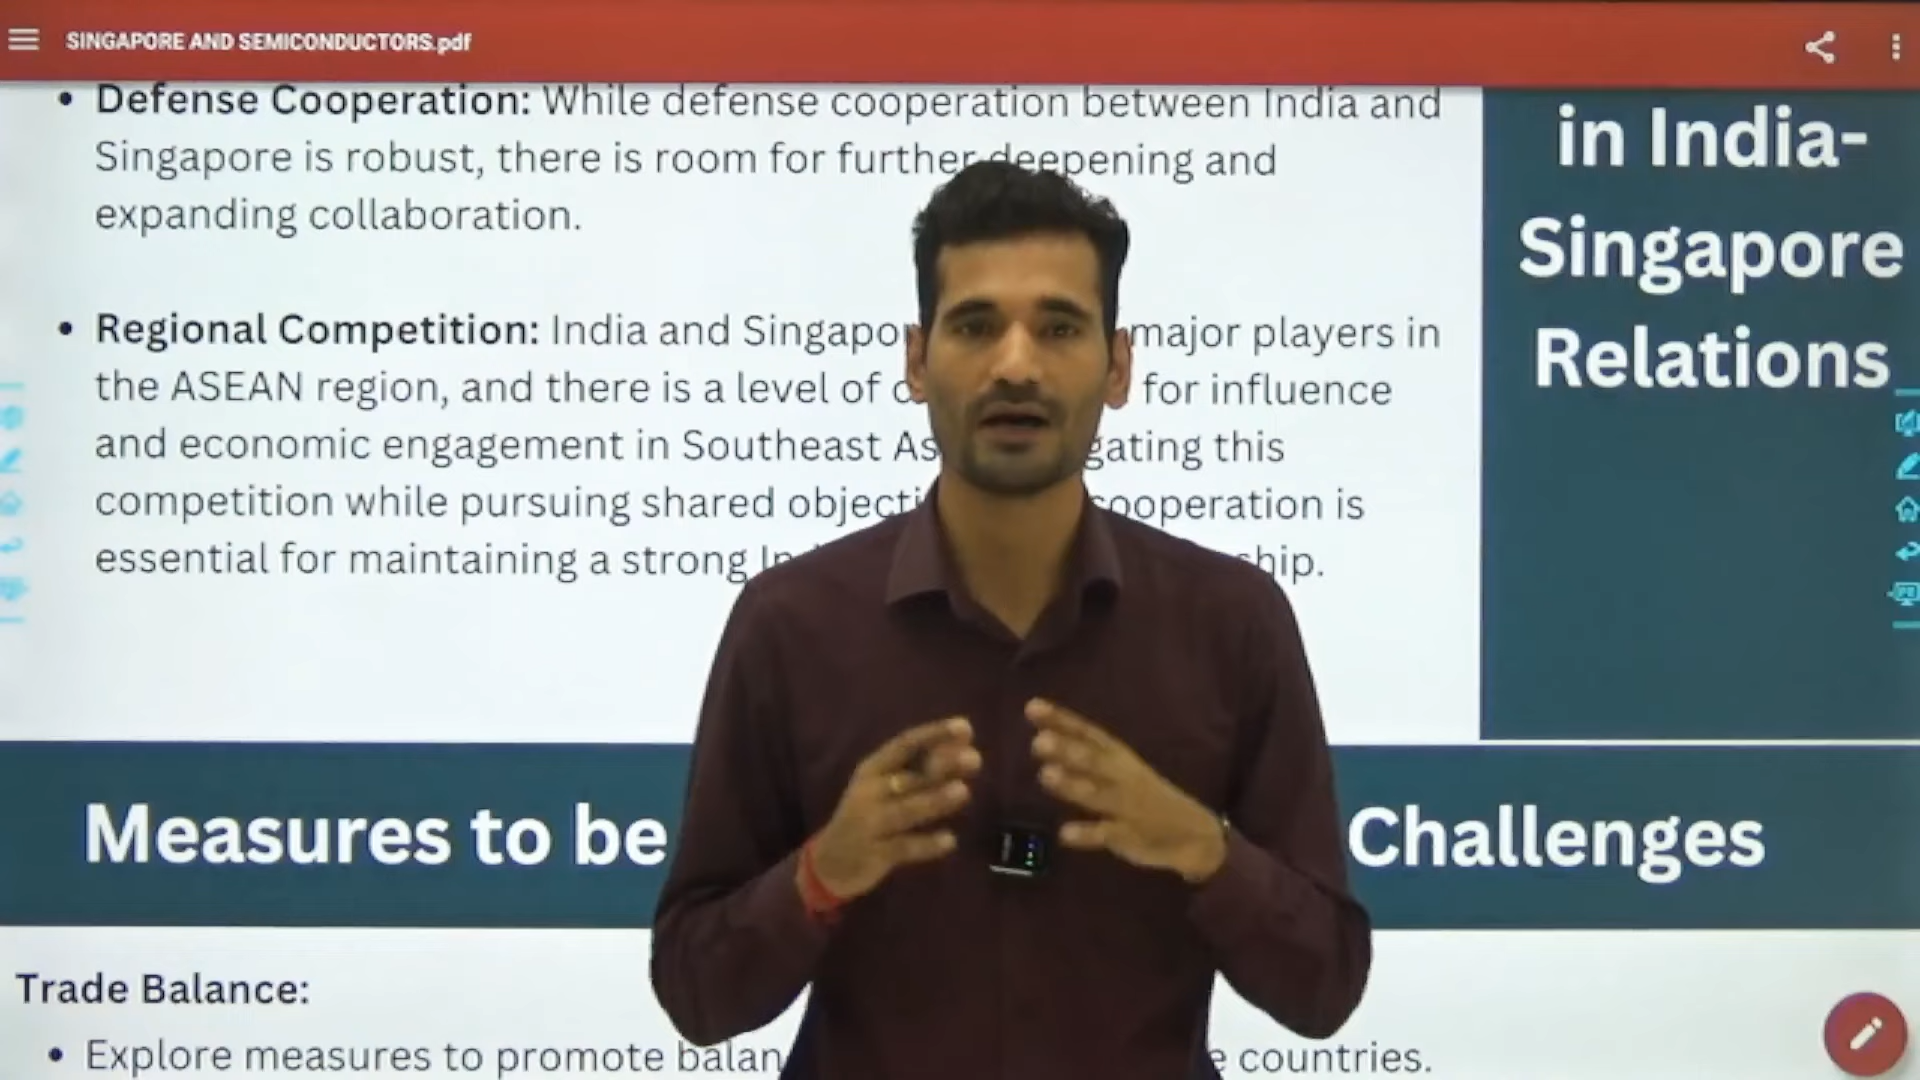 SINGAPORE AND SEMICONDUCTORS.pdf
• Defense Cooperation: While defense cooperation between India and
Singapore is robust, there is room for further deepening and
expanding collaboration.
• Regional Competition: India and Singapo major players in
the ASEAN region, and there is a level of c for influence
and economic engagement in Southeast As gating this
competition while pursuing shared objecti ooperation is
essential for maintaining a strong In ship.
in India-
Singapore
Relations
Measures to be Challenges
Trade Balance:
• Explore measures to promote balan e countries.